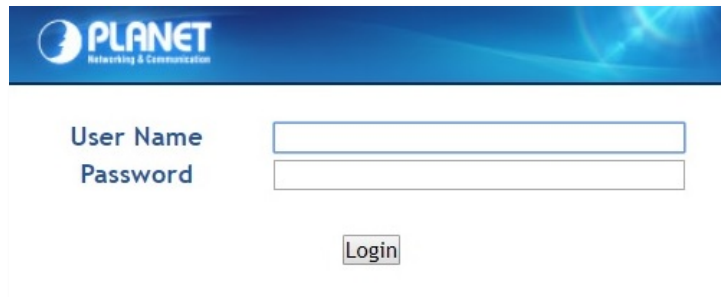 PLANET
Networking & Communication
User Name
Password
Login